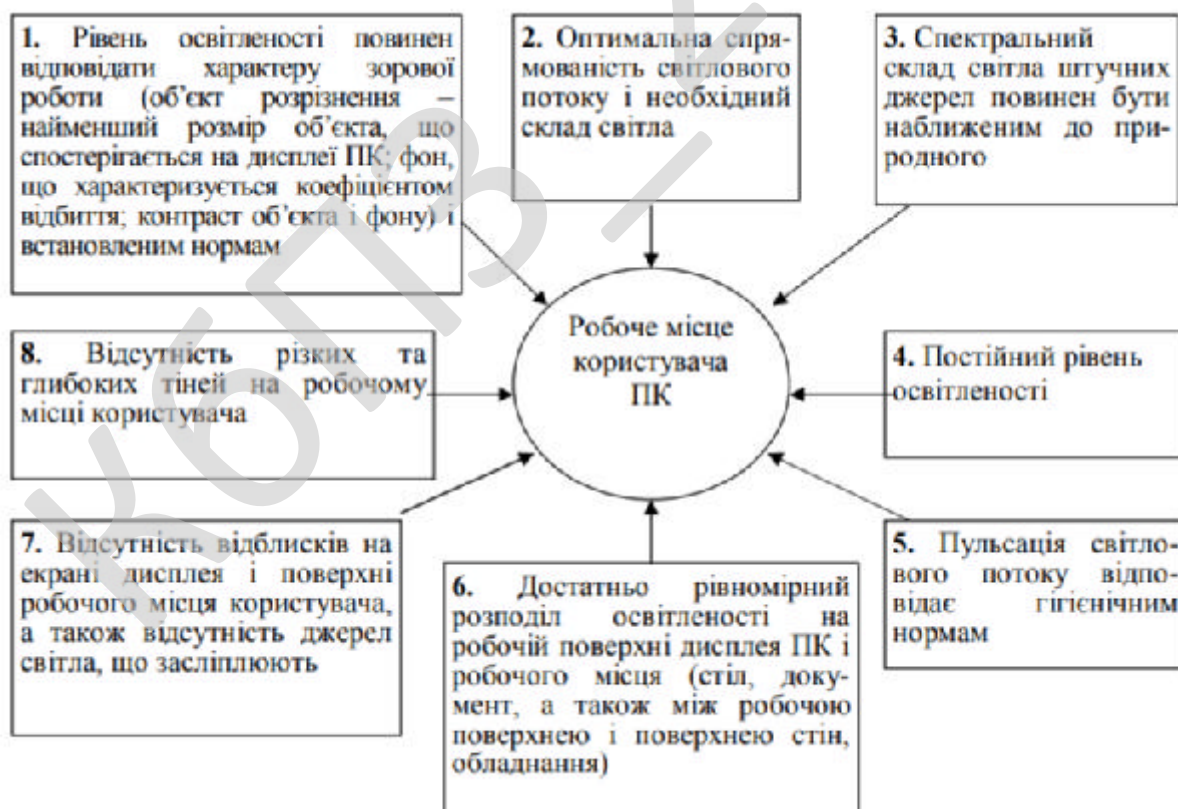 1. Рівень освітленості повинен
відповідати характеру зорової
роботи (об’єкт розрізнення –
найменший розмір об’єкта, що
спостерігається на дисплеї ПК; фон,
що характеризується коефіцієнтом
відбиття; контраст об’єкта і фону) і
встановленим нормам
2. Оптимальна спря-
мованість світлового
потоку і необхідний
склад світла
3. Спектральний
склад світла штучних
джерел повинен бути
наближеним до при-
родного
Робоче місце
користувача
ПК
8. Відсутність різких та
глибоких тіней на робочому
місці користувача
4. Постійний рівень
освітленості
7. Відсутність відблисків на
екрані дисплея і поверхні
робочого місця користувача,
а також відсутність джерел
світла, що засліплюють
6. Достатньо рівномірний
розподіл освітленості на
робочій поверхні дисплея ПК і
робочого місця (стіл, доку-
мент, а також між робочою
поверхнею і поверхнею стін,
обладнання)
5. Пульсація світло-
вого потоку відпо-
відає гігієнічним
нормам
КбПЗ_